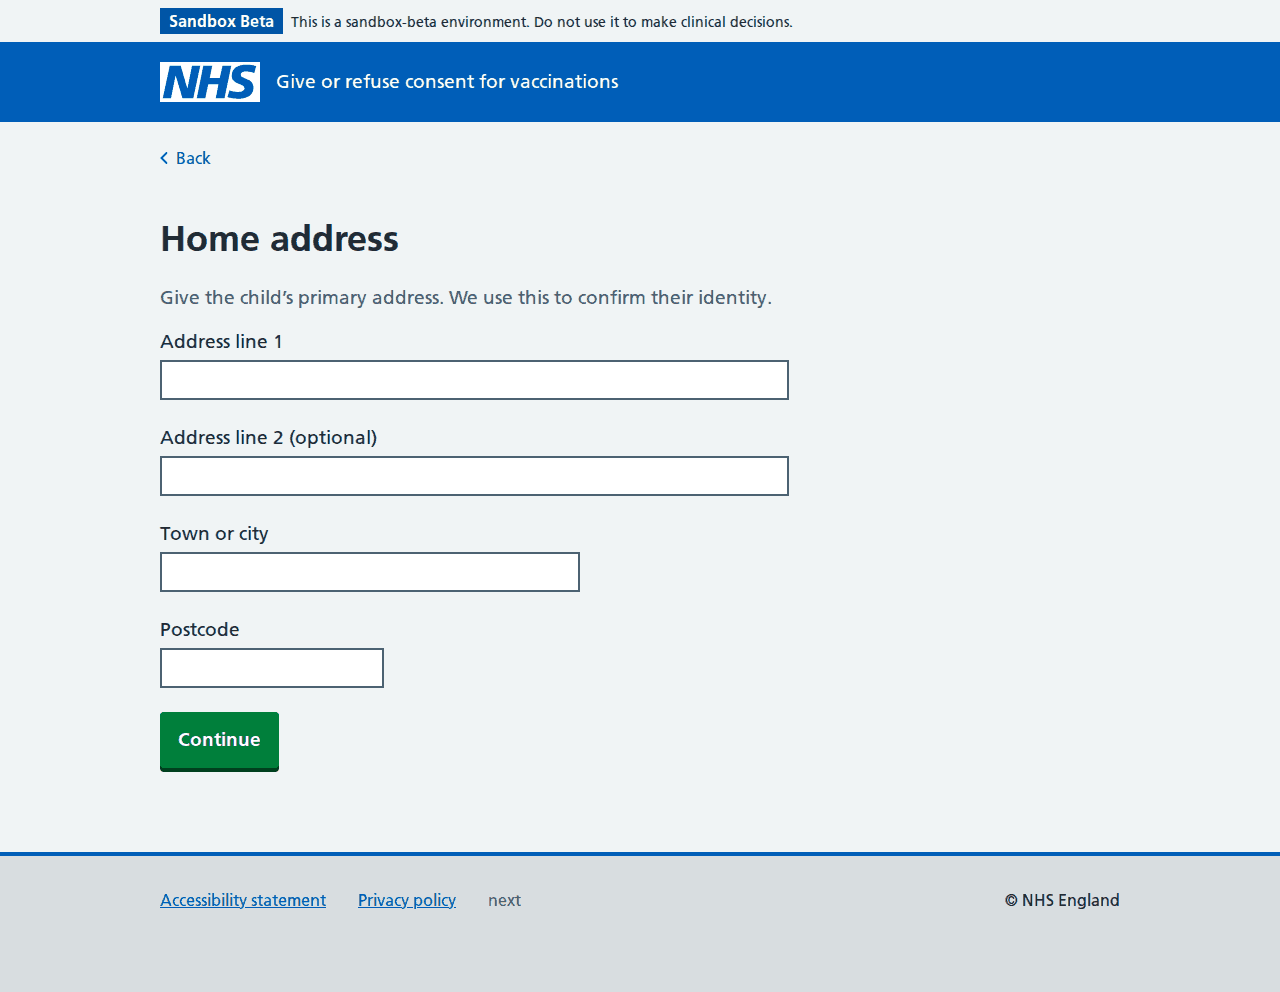 Sandbox Beta This is a sandbox-beta environment. Do not use it to make clinical decisions.
NHS Give or refuse consent for vaccinations
Back
Home address
Give the child’s primary address. We use this to confirm their identity.
Address line 1
Address line 2 (optional)
Town or city
Postcode
Continue
Accessibility statement Privacy policy next © NHS England